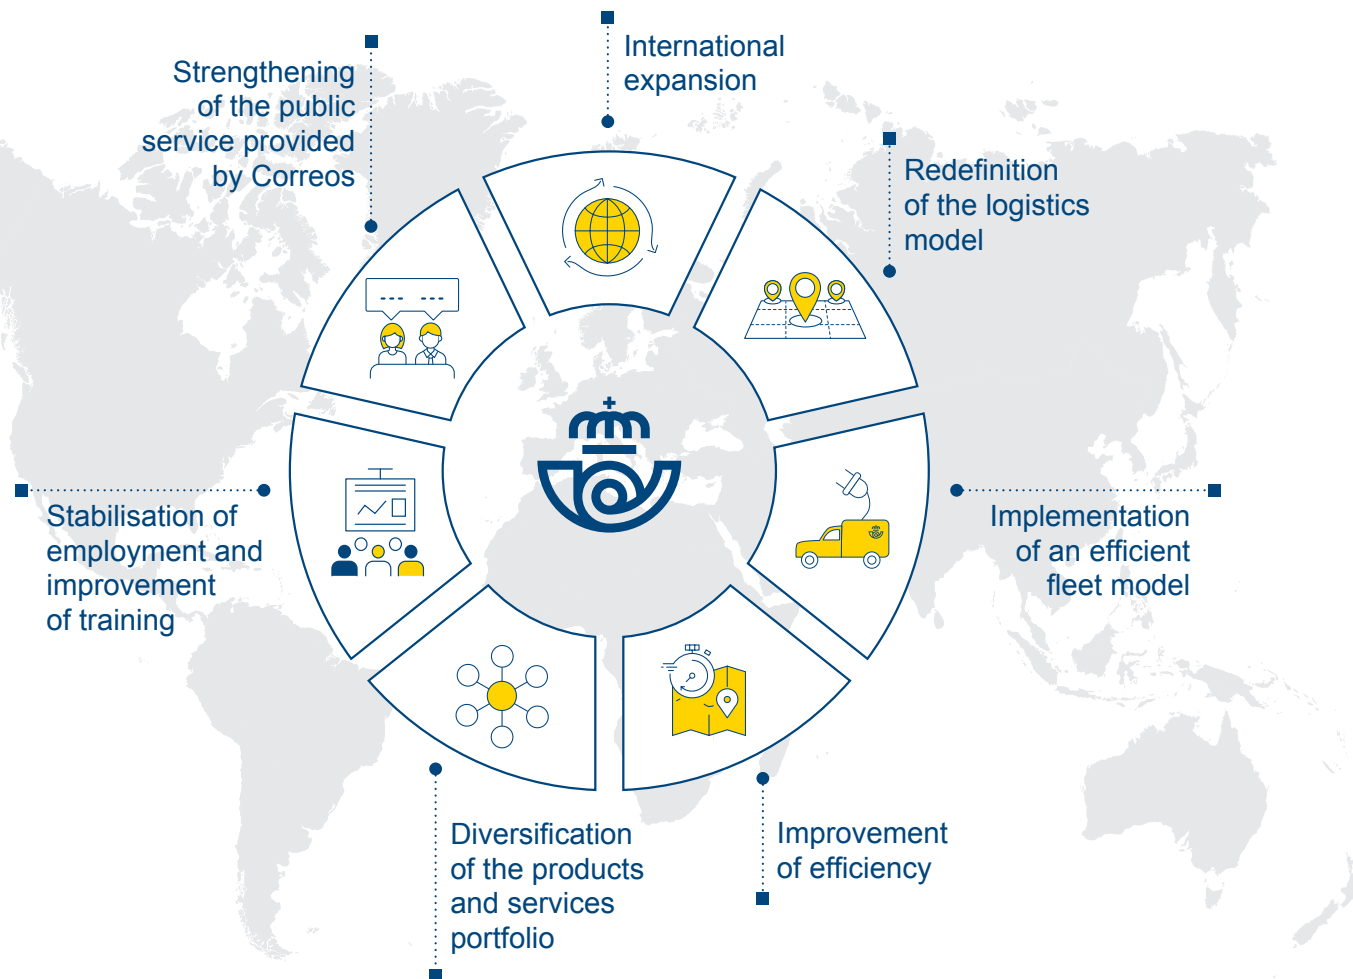 International
expansion
Strengthening
of the public
service provided
by Correos
Redefinition
of the logistics
model
Stabilisation of
employment and
improvement
of training
Implementation
of an efficient
fleet model
Diversification
of the products
and services
portfolio
Improvement
of efficiency